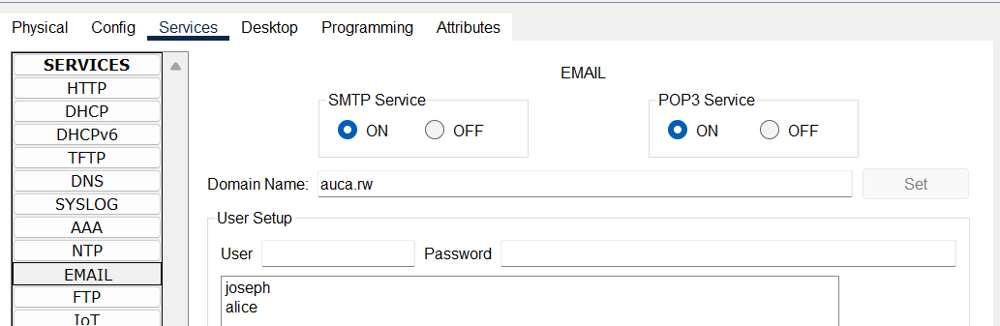 Physical Config Services Desktop Programming Attributes
SERVICES
HTTP
DHCP
DHCPv6
TFTP
DNS
SYSLOG
AAA
NTP
EMAIL
FTP
IoT
EMAIL
SMTP Service
ON OFF
POP3 Service
ON OFF
Domain Name: auca.rw Set
User Setup
User Password
joseph
alice